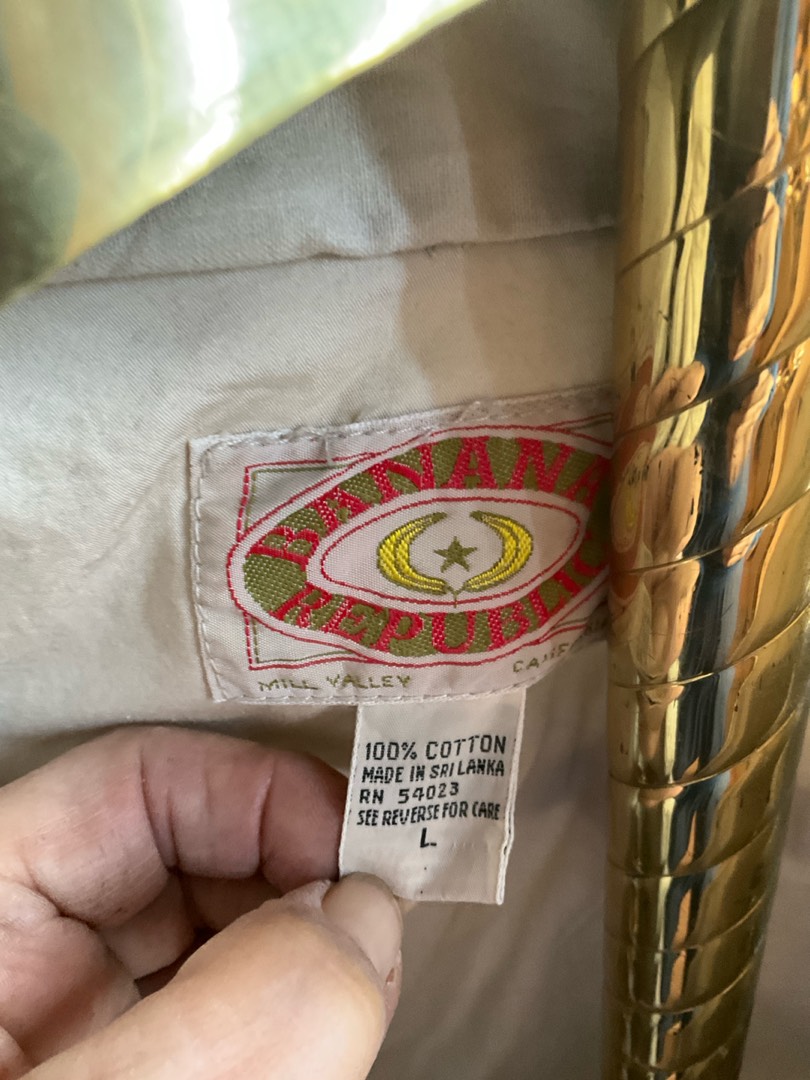 BANANA
REPUBLIC
MILL VALLEY
100% COTTON
MADE IN SRI LANKA
RN 54023
SEE REVERSE FOR CARE
L